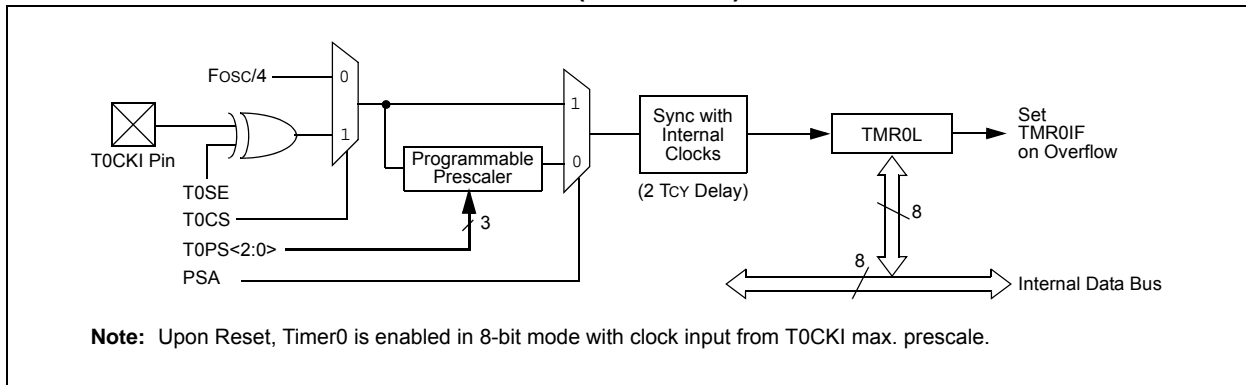 FOSC/4
0
1
T0CKI Pin
T0SE
T0CS
T0PS<2:0>
PSA
Programmable
Prescaler
3
1
0
Sync with
Internal
Clocks
(2 TCY Delay)
TMR0L
Set
TMR0IF
on Overflow
8
8
Internal Data Bus
Note: Upon Reset, Timer0 is enabled in 8-bit mode with clock input from T0CKI max. prescale.